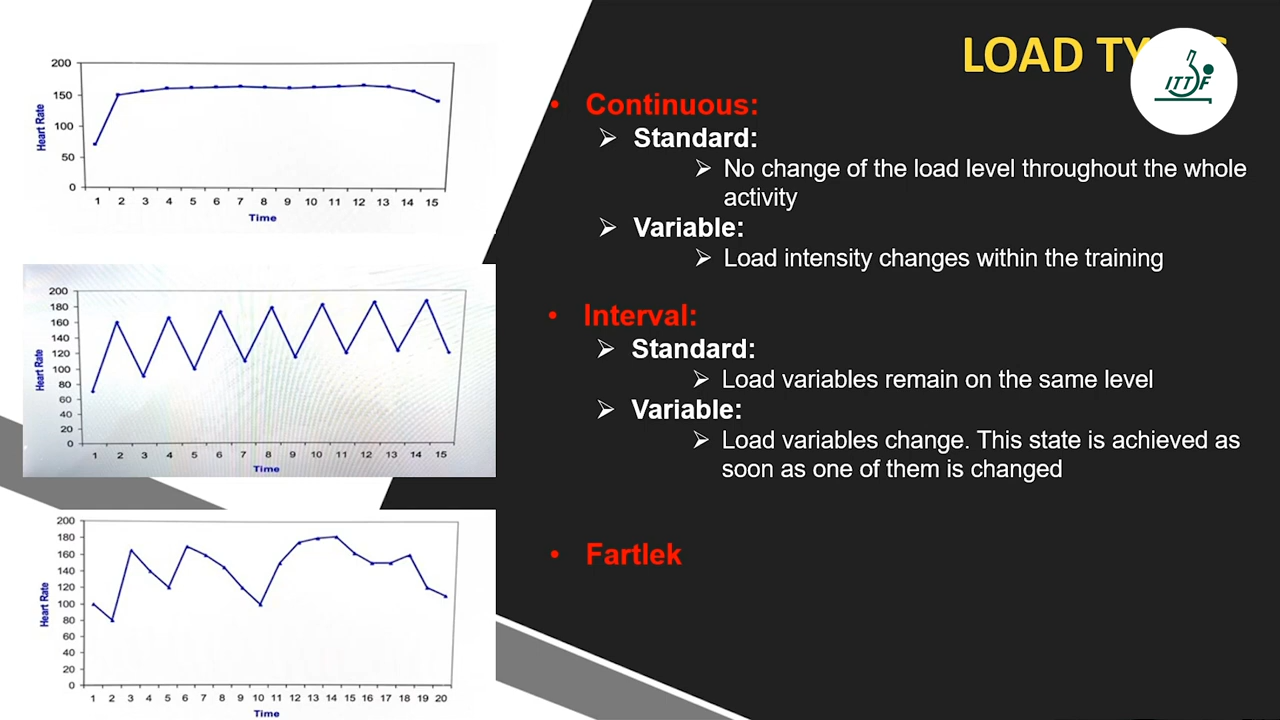 LOAD
ITTF
200
150
100
50
0
Heart Rate
1 2 3 4 5 6 7 8 9 10 11 12 13 14 15
Time
200
180
160
140
120
100
80
60
40
20
0
Heart Rate
1 2 3 4 5 6 7 8 9 10 11 12 13 14 15
Time
200
180
160
140
120
100
80
60
40
20
0
Heart Rate
1 2 3 4 5 6 7 8 9 10 11 12 13 14 15 16 17 18 19 20
Time
• Continuous:
➢ Standard:
➢ No change of the load level throughout the whole
activity
➢ Variable:
➢ Load intensity changes within the training
• Interval:
➢ Standard:
➢ Load variables remain on the same level
➢ Variable:
➢ Load variables change. This state is achieved as
soon as one of them is changed
• Fartlek